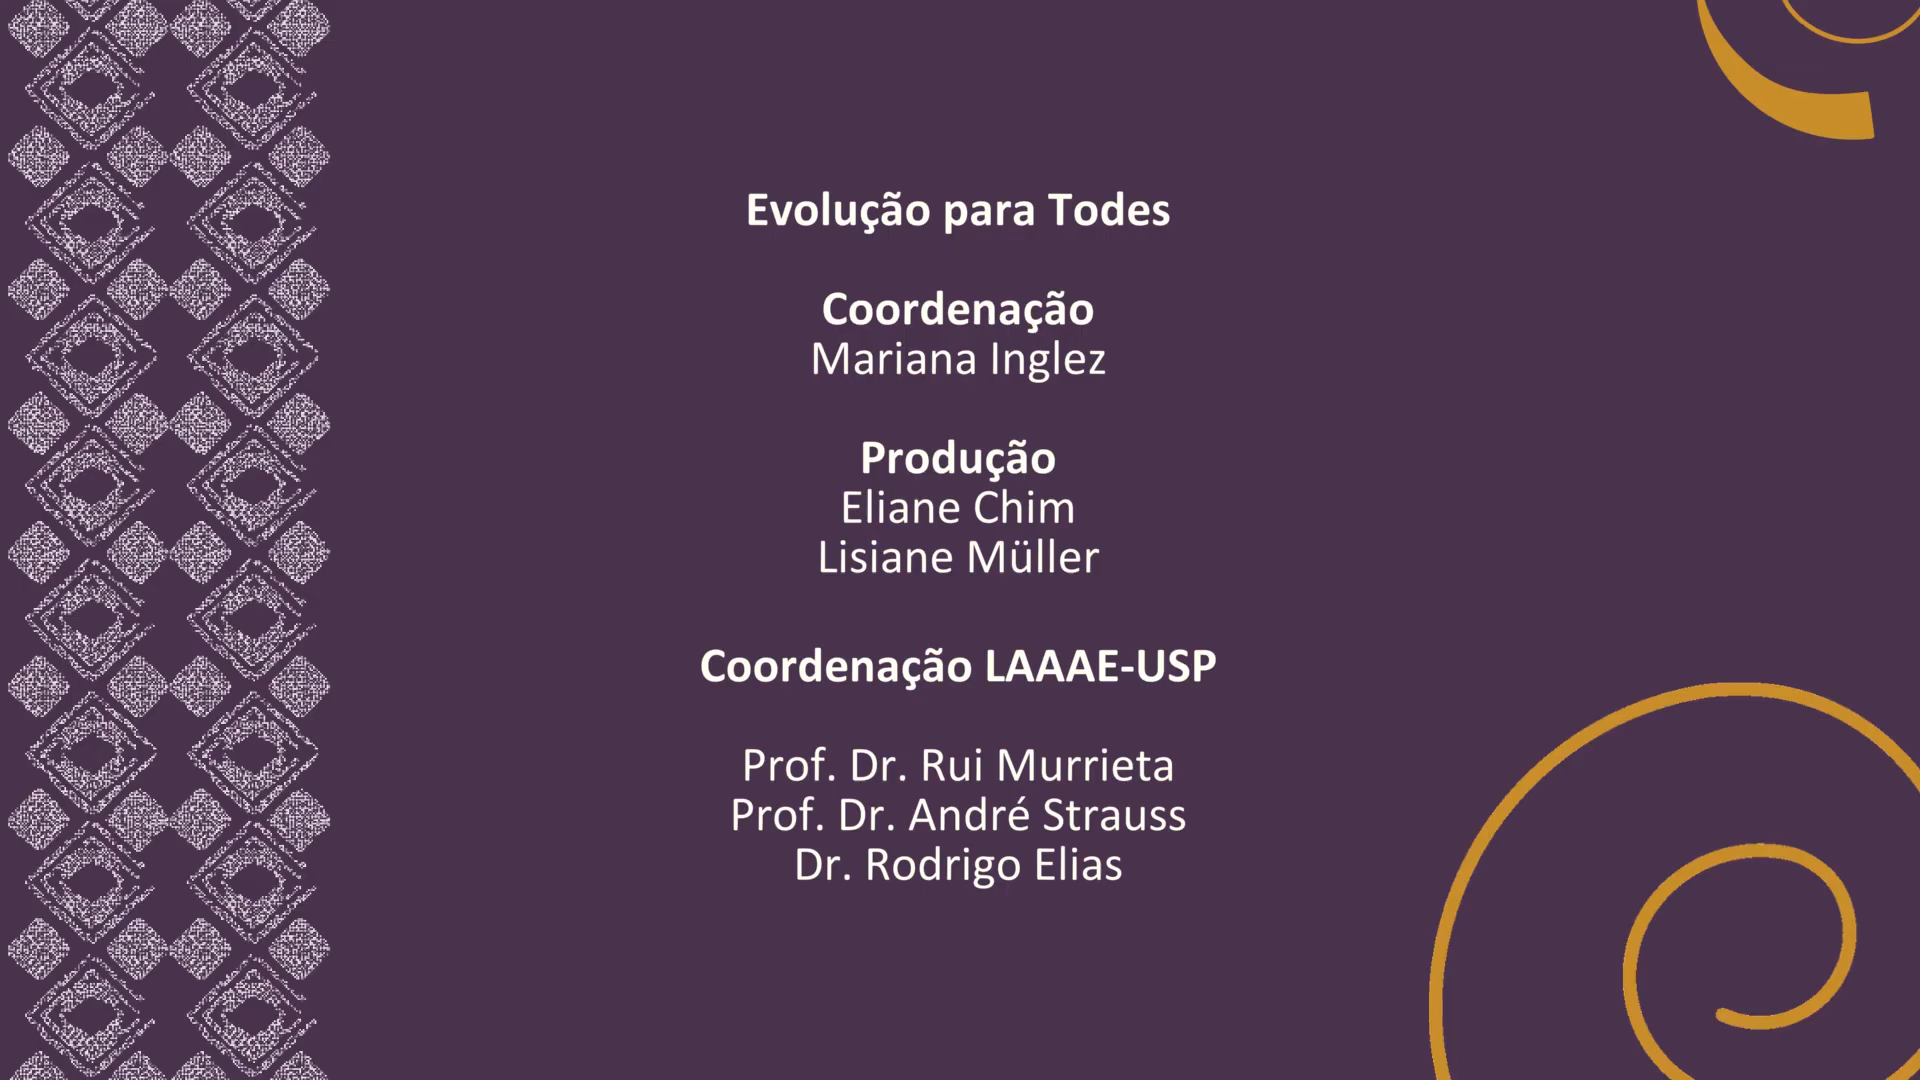 Evolução para Todes
Coordenação
Mariana Inglez
Produção
Eliane Chim
Lisiane Müller
Coordenação LAAAE-USP
Prof. Dr. Rui Murrieta
Prof. Dr. André Strauss
Dr. Rodrigo Elias